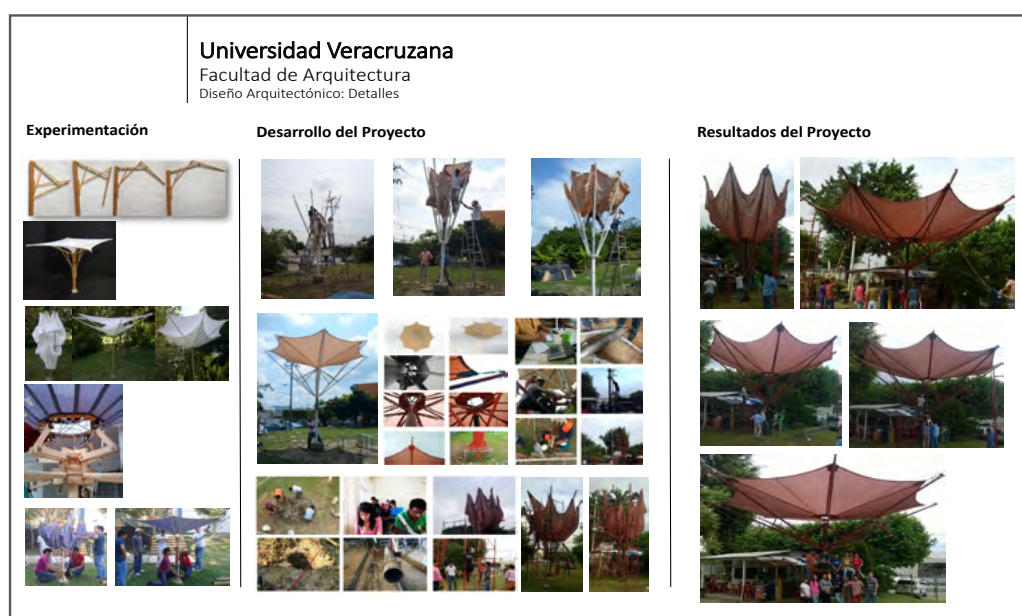 Universidad Veracruzana
Facultad de Arquitectura
Diseño Arquitectónico: Detalles
Experimentación
Desarrollo del Proyecto
Resultados del Proyecto